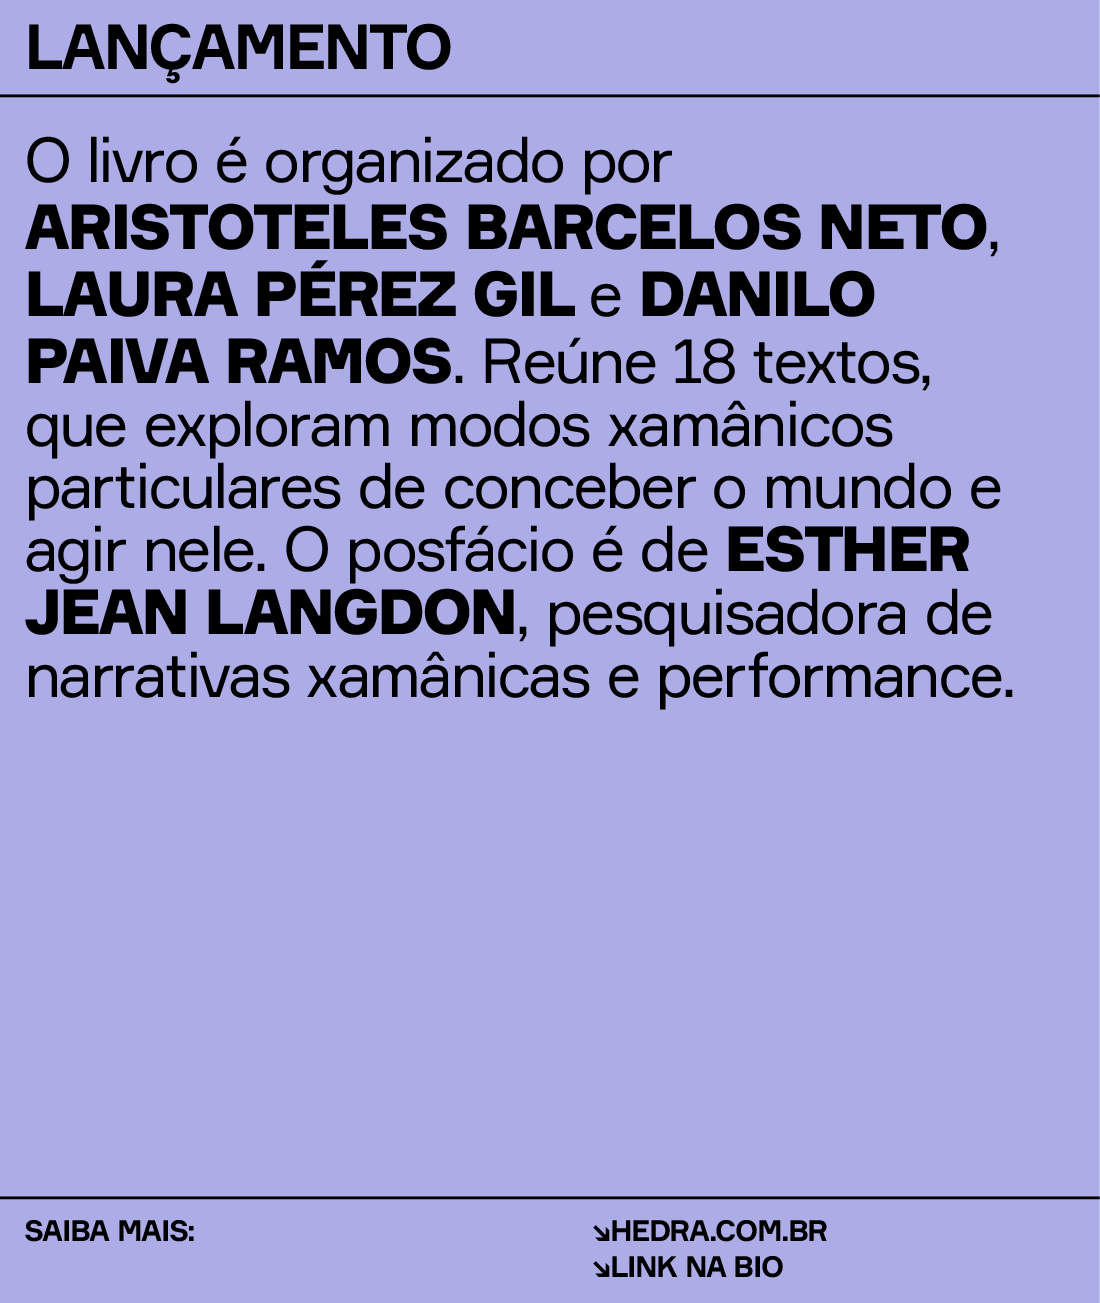 LANÇAMENTO
O livro é organizado por
ARISTOTELES BARCELOS NETO,
LAURA PÉREZ GIL e DANILO
PAIVA RAMOS. Reúne 18 textos,
que exploram modos xamânicos
particulares de conceber o mundo e
agir nele. O posfácio é de ESTHER
JEAN LANGDON, pesquisadora de
narrativas xamânicas e performance.
SAIBA MAIS:
↘HEDRA.COM.BR
↘LINK NA BIO